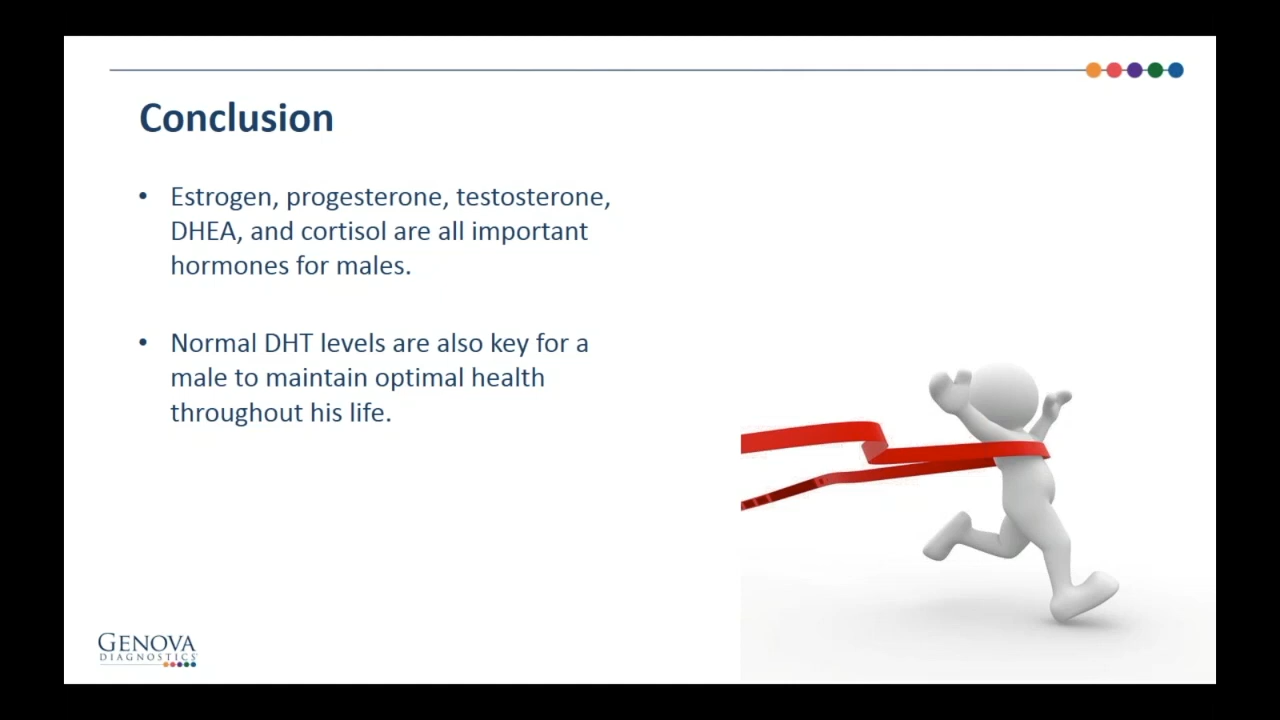 Conclusion
• Estrogen, progesterone, testosterone,
DHEA, and cortisol are all important
hormones for males.
• Normal DHT levels are also key for a
male to maintain optimal health
throughout his life.
GENOVA
DIAGNOSTICS